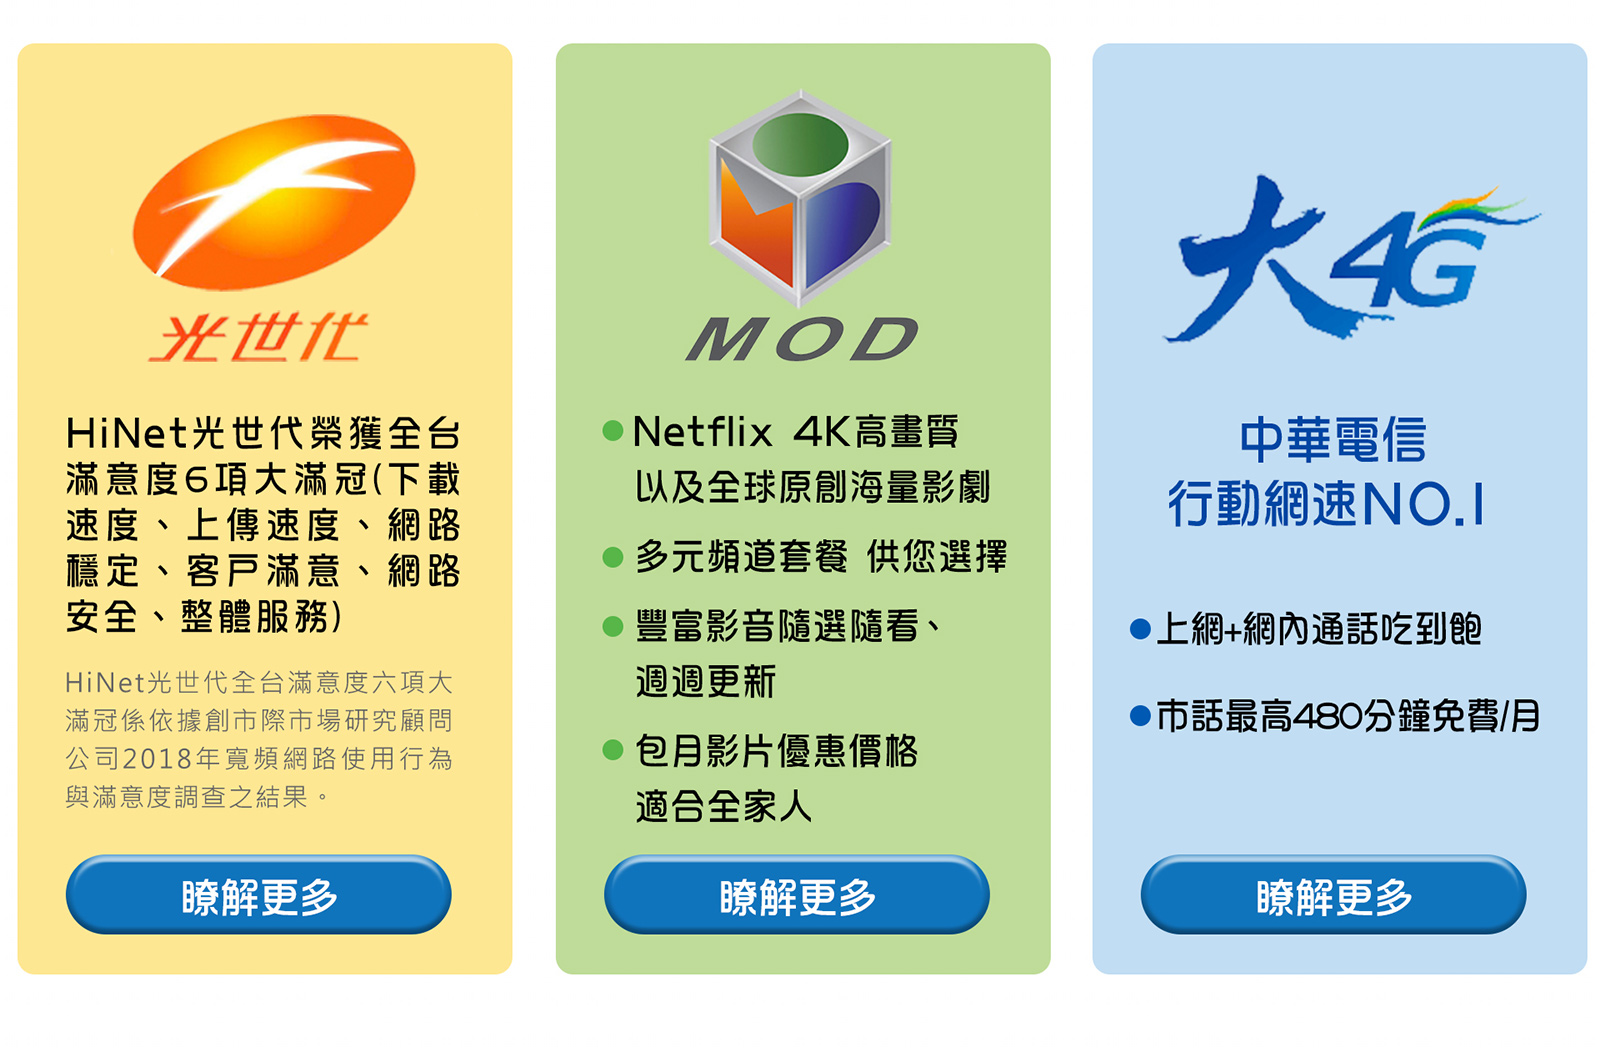 光世代
HiNet光世代榮獲全台
滿意度6項大滿冠(下載
速度、上傳速度、網路
穩定、客戶滿意、網路
安全、整體服務)
HiNet光世代全台滿意度六項大
滿冠係依據創市際市場研究顧問
公司2018年寬頻網路使用行為
與滿意度調查之結果。
瞭解更多
MOD
Netflix 4K高畫質
以及全球原創海量影劇
多元頻道套餐 供您選擇
豐富影音隨選隨看、
週週更新
包月影片優惠價格
適合全家人
瞭解更多
大4G
中華電信
行動網速NO.1
上網+網內通話吃到飽
市話最高480分鐘免費/月
瞭解更多